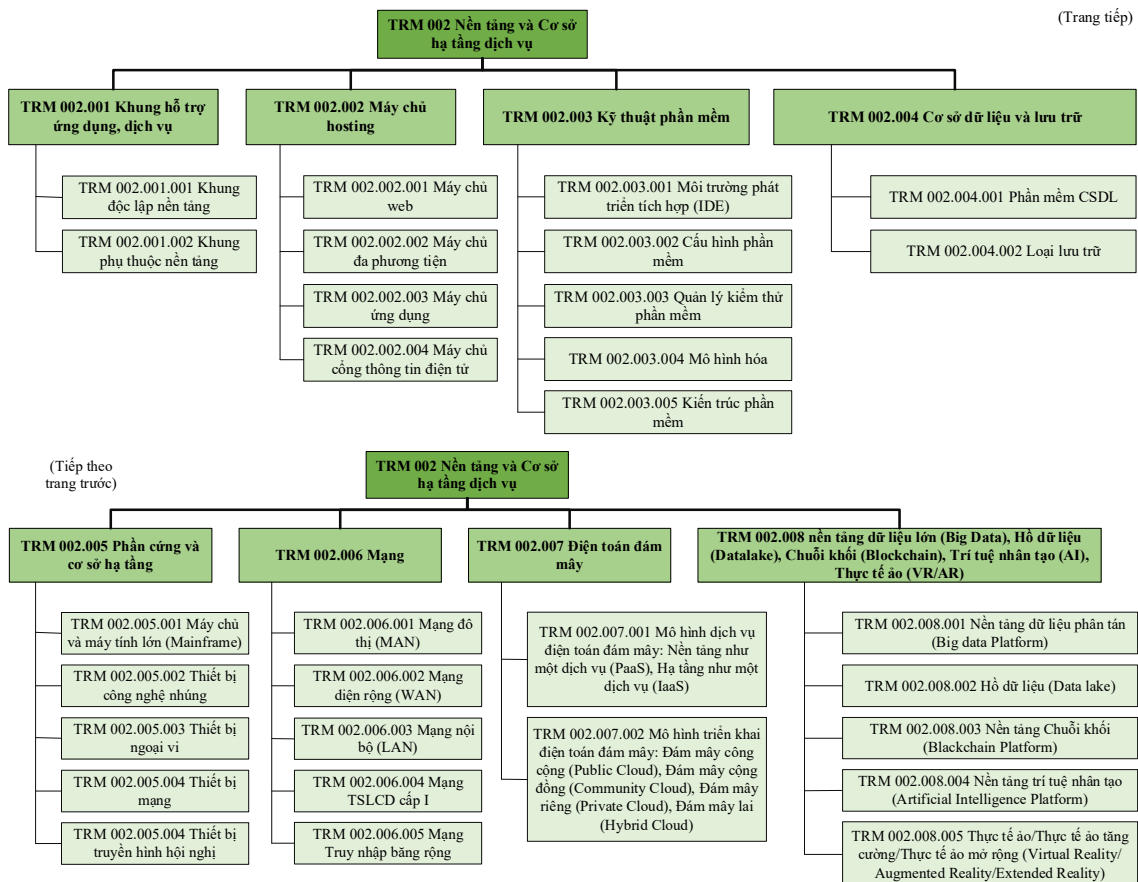 TRM 002 Nền tảng và Cơ sở
hạ tầng dịch vụ
(Trang tiếp)
TRM 002.001 Khung hỗ trợ
ứng dụng, dịch vụ
TRM 002.001.001 Khung
độc lập nền tảng
TRM 002.001.002 Khung
phụ thuộc nền tảng
TRM 002.002 Máy chủ
hosting
TRM 002.002.001 Máy chủ
web
TRM 002.002.002 Máy chủ
đa phương tiện
TRM 002.002.003 Máy chủ
ứng dụng
TRM 002.002.004 Máy chủ
cổng thông tin điện tử
TRM 002.003 Kỹ thuật phần mềm
TRM 002.003.001 Môi trường phát
triển tích hợp (IDE)
TRM 002.003.002 Cấu hình phần
mềm
TRM 002.003.003 Quản lý kiểm thử
phần mềm
TRM 002.003.004 Mô hình hóa
TRM 002.003.005 Kiến trúc phần
mềm
TRM 002.004 Cơ sở dữ liệu và lưu trữ
TRM 002.004.001 Phần mềm CSDL
TRM 002.004.002 Loại lưu trữ
(Tiếp theo
trang trước)
TRM 002 Nền tảng và Cơ sở
hạ tầng dịch vụ
TRM 002.005 Phần cứng và
cơ sở hạ tầng
TRM 002.005.001 Máy chủ
và máy tính lớn (Mainframe)
TRM 002.005.002 Thiết bị
công nghệ nhúng
TRM 002.005.003 Thiết bị
ngoại vi
TRM 002.005.004 Thiết bị
mạng
TRM 002.005.004 Thiết bị
truyền hình hội nghị
TRM 002.006 Mạng
TRM 002.006.001 Mạng đô
thị (MAN)
TRM 002.006.002 Mạng
diện rộng (WAN)
TRM 002.006.003 Mạng nội
bộ (LAN)
TRM 002.006.004 Mạng
TSLCD cấp I
TRM 002.006.005 Mạng
Truy nhập băng rộng
TRM 002.007 Điện toán đám
mây
TRM 002.007.001 Mô hình dịch vụ
điện toán đám mây: Nền tảng như
một dịch vụ (PaaS), Hạ tầng như một
dịch vụ (IaaS)
TRM 002.007.002 Mô hình triển khai
điện toán đám mây: Đám mây công
cộng (Public Cloud), Đám mây cộng
đồng (Community Cloud), Đám mây
riêng (Private Cloud), Đám mây lai
(Hybrid Cloud)
TRM 002.008 nền tảng dữ liệu lớn (Big Data), Hồ dữ liệu
(Datalake), Chuỗi khối (Blockchain), Trí tuệ nhân tạo (AI),
Thực tế ảo (VR/AR)
TRM 002.008.001 Nền tảng dữ liệu phân tán
(Big data Platform)
TRM 002.008.002 Hồ dữ liệu (Data lake)
TRM 002.008.003 Nền tảng Chuỗi khối
(Blackchain Platform)
TRM 002.008.004 Nền tảng trí tuệ nhân tạo
(Artificial Intelligence Platform)
TRM 002.008.005 Thực tế ảo/Thực tế ảo tăng
cường/Thực tế ảo mở rộng (Virtual Reality/
Augmented Reality/Extended Reality)